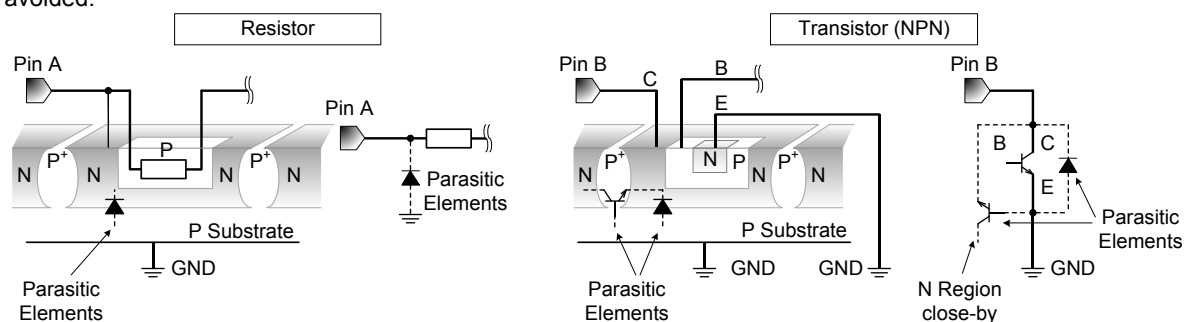 avoided.
Resistor
Transistor (NPN)
Pin A
Pin A
P
N
P+
N
N
P+
N
Parasitic
Elements
P Substrate
GND
Parasitic
Elements
Pin B
C
B
E
N
P+
N
N
P
N
P+
N
P Substrate
GND
GND
Parasitic
Elements
Pin B
B
C
E
Parasitic
Elements
GND
N Region
close-by